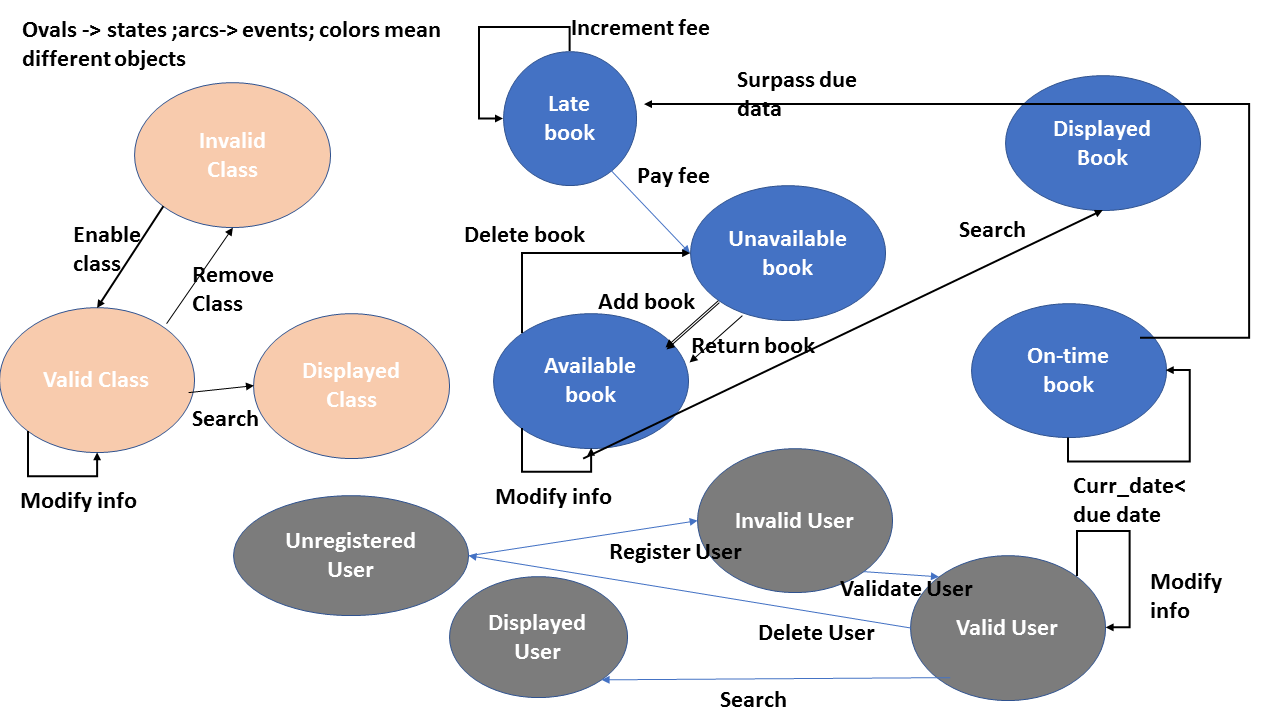 Ovals -> states ;arcs-> events; colors mean
different objects
Increment fee
Late
book
Surpass due
data
Displayed
Book
Invalid
Class
Pay fee
Enable
class
Remove
Class
Delete book
Unavailable
book
Search
Add book
Return book
Valid Class
Displayed
Class
Search
Available
book
On-time
book
Modify info
Modify info
Curr_date<
due date
Unregistered
User
Invalid User
Register User
Validate User
Modify
info
Displayed
User
Delete User
Valid User
Search